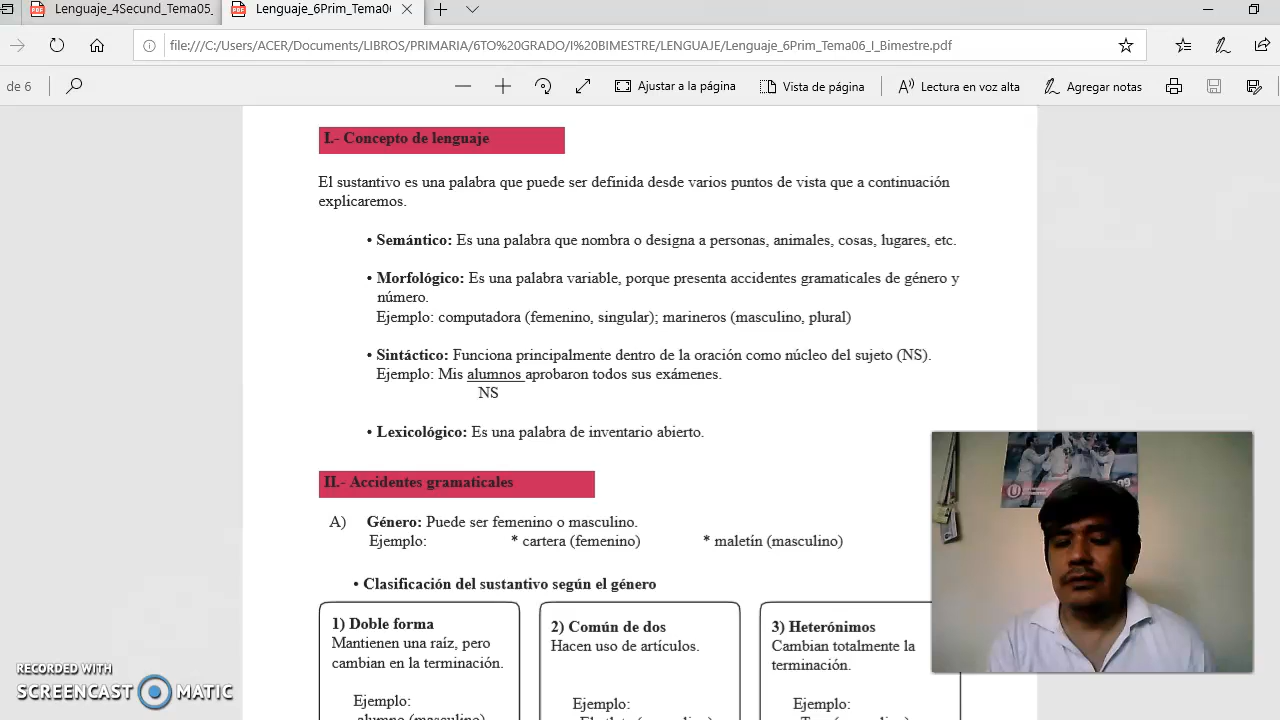 Lenguaje_4Secund_Tema05_
Lenguaje_6Prim_Tema06
file:///C:/Users/ACER/Documents/LIBROS/PRIMARIA/6TO%20GRADO/I%20BIMESTRE/LENGUAJE/Lenguaje_6Prim_Tema06_I_Bimestre.pdf
de 6
Ajustar a la página
Vista de página
Lectura en voz alta
Agregar notas
I.- Concepto de lenguaje
El sustantivo es una palabra que puede ser definida desde varios puntos de vista que a continuación
explicaremos.
• Semántico: Es una palabra que nombra o designa a personas, animales, cosas, lugares, etc.
• Morfológico: Es una palabra variable, porque presenta accidentes gramaticales de género y
número.
Ejemplo: computadora (femenino, singular); marineros (masculino, plural)
• Sintáctico: Funciona principalmente dentro de la oración como núcleo del sujeto (NS).
Ejemplo: Mis alumnos aprobaron todos sus exámenes.
NS
• Lexicológico: Es una palabra de inventario abierto.
II.- Accidentes gramaticales
A) Género: Puede ser femenino o masculino.
Ejemplo: * cartera (femenino) * maletín (masculino)
• Clasificación del sustantivo según el género
1) Doble forma
Mantienen una raíz, pero
cambian en la terminación.
Ejemplo:
alumno (masculino)
2) Común de dos
Hacen uso de artículos.
Ejemplo:
3) Heterónimos
Cambian totalmente la
terminación.
Ejemplo:
RECORDED WITH
SCREENCAST MATIC